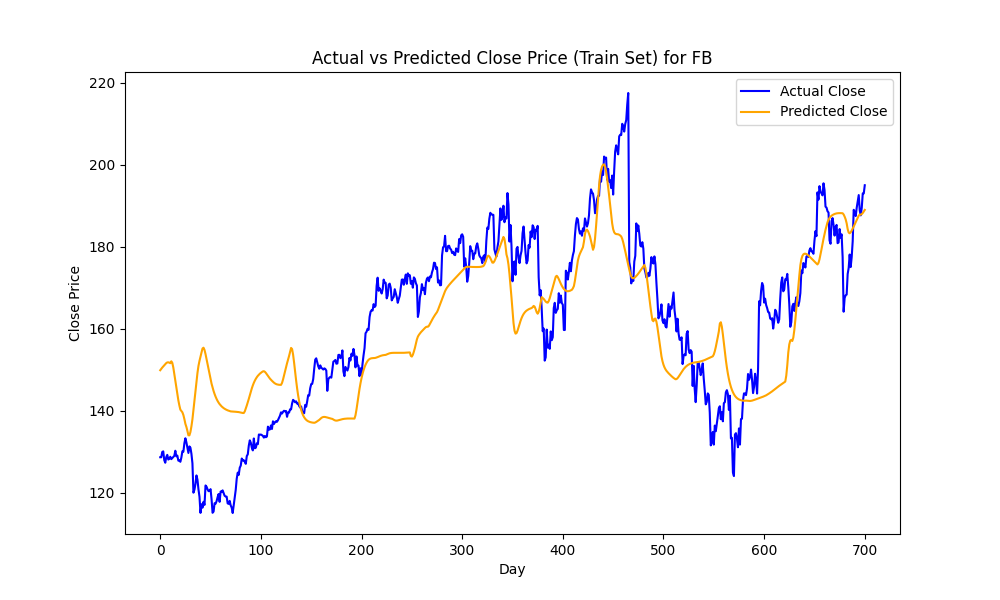 Actual vs Predicted Close Price (Train Set) for FB
Actual Close
Predicted Close
Close Price
220
200
180
160
140
120
0 100 200 300 400 500 600 700
Day